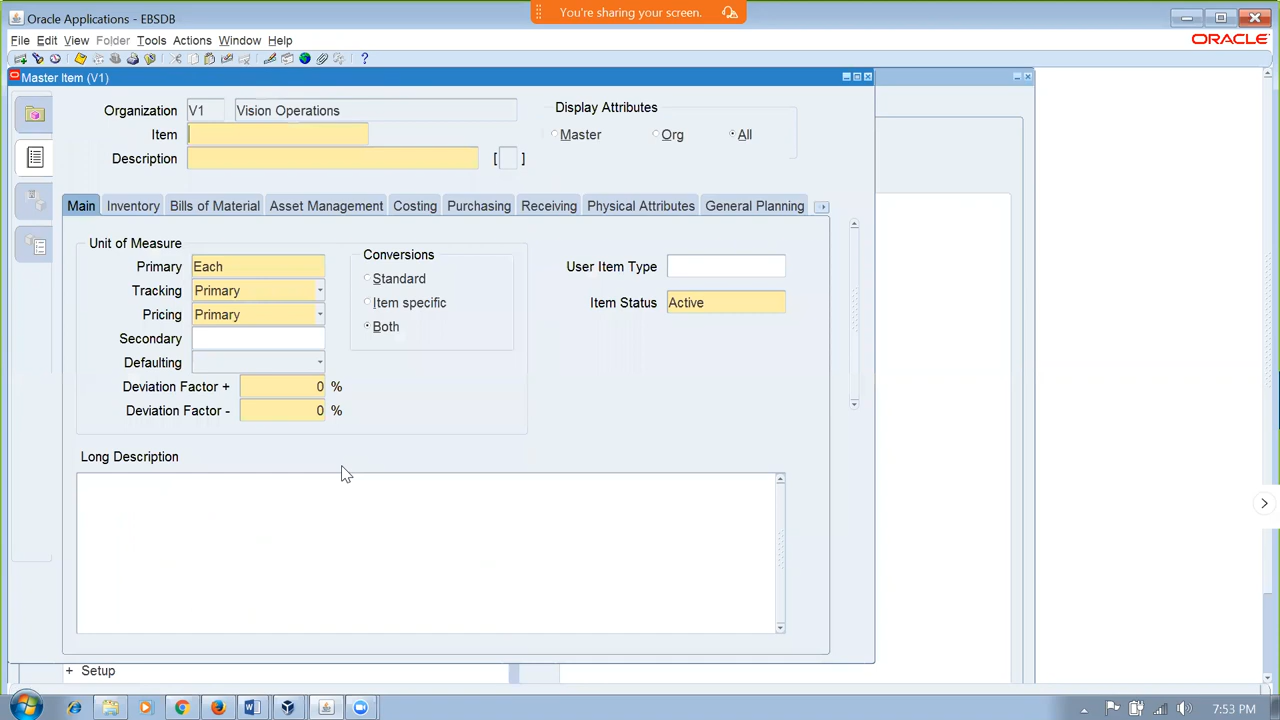 You're sharing your screen.
Oracle Applications - EBSDB
File Edit View Folder Tools Actions Window Help
ORACLE
Master Item (V1)
Organization V1 Vision Operations
Display Attributes
Item
Master Org All
Description [ ]
Main Inventory Bills of Material Asset Management Costing Purchasing Receiving Physical Attributes General Planning
Unit of Measure
Conversions
Primary Each
User Item Type
Standard
Tracking Primary
Item specific
Item Status Active
Pricing Primary
Both
Secondary
Defaulting
Deviation Factor + 0 %
Deviation Factor - 0 %
Long Description
+ Setup
7:53 PM